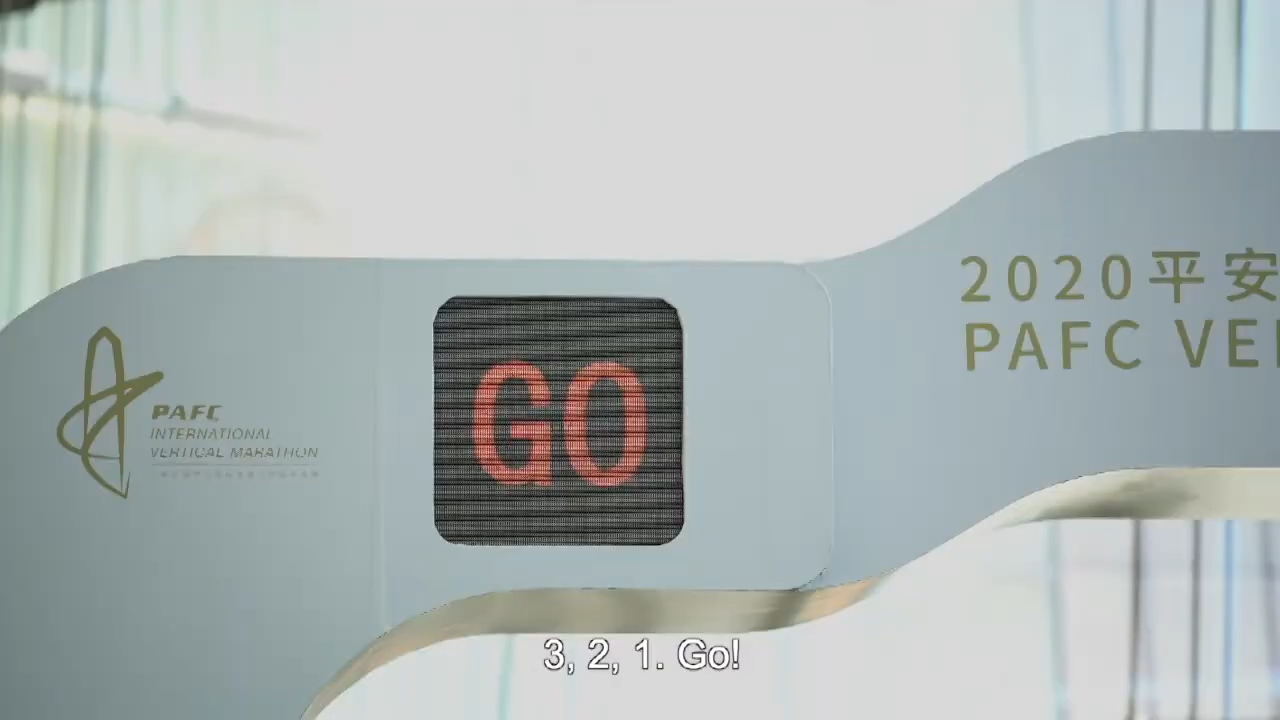 2020平安
PAFC VE
PAFC
INTERNATIONAL
VERTICAL MARATHON
GO
3, 2, 1. Go!